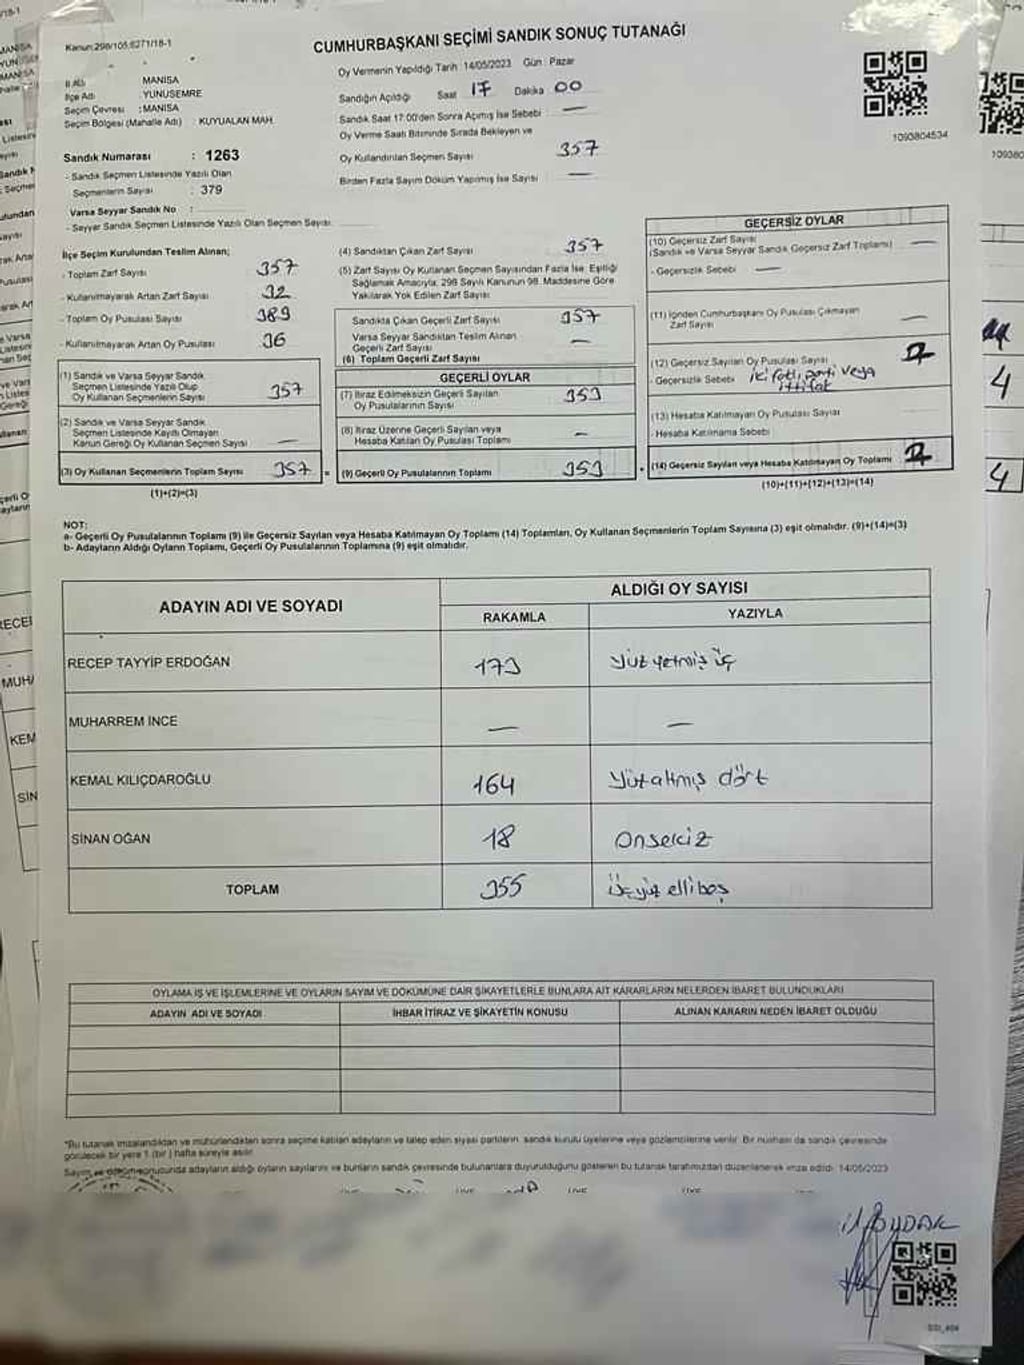 Kanun:298/105,6271/18-1
CUMHURBAŞKANI SEÇİMİ SANDIK SONUÇ TUTANAĞI
İl Adı : MANİSA
İlçe Adı : YUNUSEMRE
Seçim Çevresi : MANİSA
Seçim Bölgesi (Mahalle Adı) : KUYUALAN MAH.
Sandık Numarası : 1263
- Sandık Seçmen Listesinde Yazılı Olan
Seçmenlerin Sayısı : 379
Varsa Seyyar Sandık No :
- Seyyar Sandık Seçmen Listesinde Yazılı Olan Seçmen Sayısı
Oy Vermenin Yapıldığı Tarih :14/05/2023 Gün : Pazar
Sandığın Açıldığı Saat 17 Dakika 00
Sandık Saat 17:00'den Sonra Açımış İse Sebebi : —
Oy Verme Saati Bitiminde Sırada Bekleyen ve
Oy Kullandırılan Seçmen Sayısı 357
Birden Fazla Sayım Döküm Yapılmış İse Sayısı —
1093804534
İlçe Seçim Kurulundan Teslim Alınan;
- Toplam Zarf Sayısı 357
- Kullanılmayarak Artan Zarf Sayısı 32
- Toplam Oy Pusulası Sayısı 389
- Kullanılmayarak Artan Oy Pusulası 36
(1) Sandık ve Varsa Seyyar Sandık
Seçmen Listesinde Yazılı Olup
Oy Kullanan Seçmenlerin Sayısı 357
(2) Sandık ve Varsa Seyyar Sandık
Seçmen Listesinde Kayıtlı Olmayan
Kanun Gereği Oy Kullanan Seçmen Sayısı —
(3) Oy Kullanan Seçmenlerin Toplam Sayısı 357 =
(1)+(2)=(3)
(4) Sandıktan Çıkan Zarf Sayısı 357
(5) Zarf Sayısı Oy Kullanan Seçmen Sayısından Fazla İse, Eşitliği
Sağlamak Amacıyla, 298 Sayılı Kanunun 98. Maddesine Göre
Yakılarak Yok Edilen Zarf Sayısı
Sandıkta Çıkan Geçerli Zarf Sayısı 357
Varsa Seyyar Sandıktan Teslim Alınan
Geçerli Zarf Sayısı —
(6) Toplam Geçerli Zarf Sayısı
GEÇERLİ OYLAR
(7) İtiraz Edilmeksizin Geçerli Sayılan
Oy Pusulalarının Sayısı 353
(8) İtiraz Üzerine Geçerli Sayılan veya
Hesaba Katılan Oy Pusulası Toplamı —
(9) Geçerli Oy Pusulalarının Toplamı 353 +
GEÇERSİZ OYLAR
(10) Geçersiz Zarf Sayısı
(Sandık ve Varsa Seyyar Sandık Geçersiz Zarf Toplamı) —
- Geçersizlik Sebebi —
(11) İçinden Cumhurbaşkanı Oy Pusulası Çıkmayan
Zarf Sayısı —
(12) Geçersiz Sayılan Oy Pusulası Sayısı
- Geçersizlik Sebebi iki farklı parti veya
ittifak
(13) Hesaba Katılmayan Oy Pusulası Sayısı
- Hesaba Katılmama Sebebi
(14) Geçersiz Sayılan veya Hesaba Katılmayan Oy Toplamı
(10)+(11)+(12)+(13)=(14)
NOT:
a- Geçerli Oy Pusulalarının Toplamı (9) ile Geçersiz Sayılan veya Hesaba Katılmayan Oy Toplamı (14) Toplamları, Oy Kullanan Seçmenlerin Toplam Sayısına (3) eşit olmalıdır. (9)+(14)=(3)
b- Adayların Aldığı Oyların Toplamı, Geçerli Oy Pusulalarının Toplamına (9) eşit olmalıdır.
ADAYIN ADI VE SOYADI ALDIĞI OY SAYISI
RAKAMLA YAZIYLA
RECEP TAYYİP ERDOĞAN 173 yüz yetmiş üç
MUHARREM İNCE — —
KEMAL KILIÇDAROĞLU 164 Yüzaltmış dört
SİNAN OĞAN 18 Onsekiz
TOPLAM 355 Üçyüz ellibeş
OYLAMA İŞ VE İŞLEMLERİNE VE OYLARIN SAYIM VE DÖKÜMÜNE DAİR ŞİKAYETLERLE BUNLARA AİT KARARLARIN NELERDEN İBARET BULUNDUKLARI
ADAYIN ADI VE SOYADI İHBAR İTİRAZ VE ŞİKAYETİN KONUSU ALINAN KARARIN NEDEN İBARET OLDUĞU
*Bu tutanak imzalandıktan ve mühürlendikten sonra seçime katılan adayların ve talep eden siyasi partilerin, sandık kurulu üyelerine veya gözlemcilerine verilir. Bir nüshası da sandık çevresinde
görülecek bir yere 1 (bir ) hafta süreyle asılır.
Sayım ve döküm sonucunda adayların aldığı oyların sayılarını ve bunların sandık çevresinde bulunanlara duyurulduğunu gösteren bu tutanak tarafımızdan düzenlenerek imza edildi. 14/05/2023